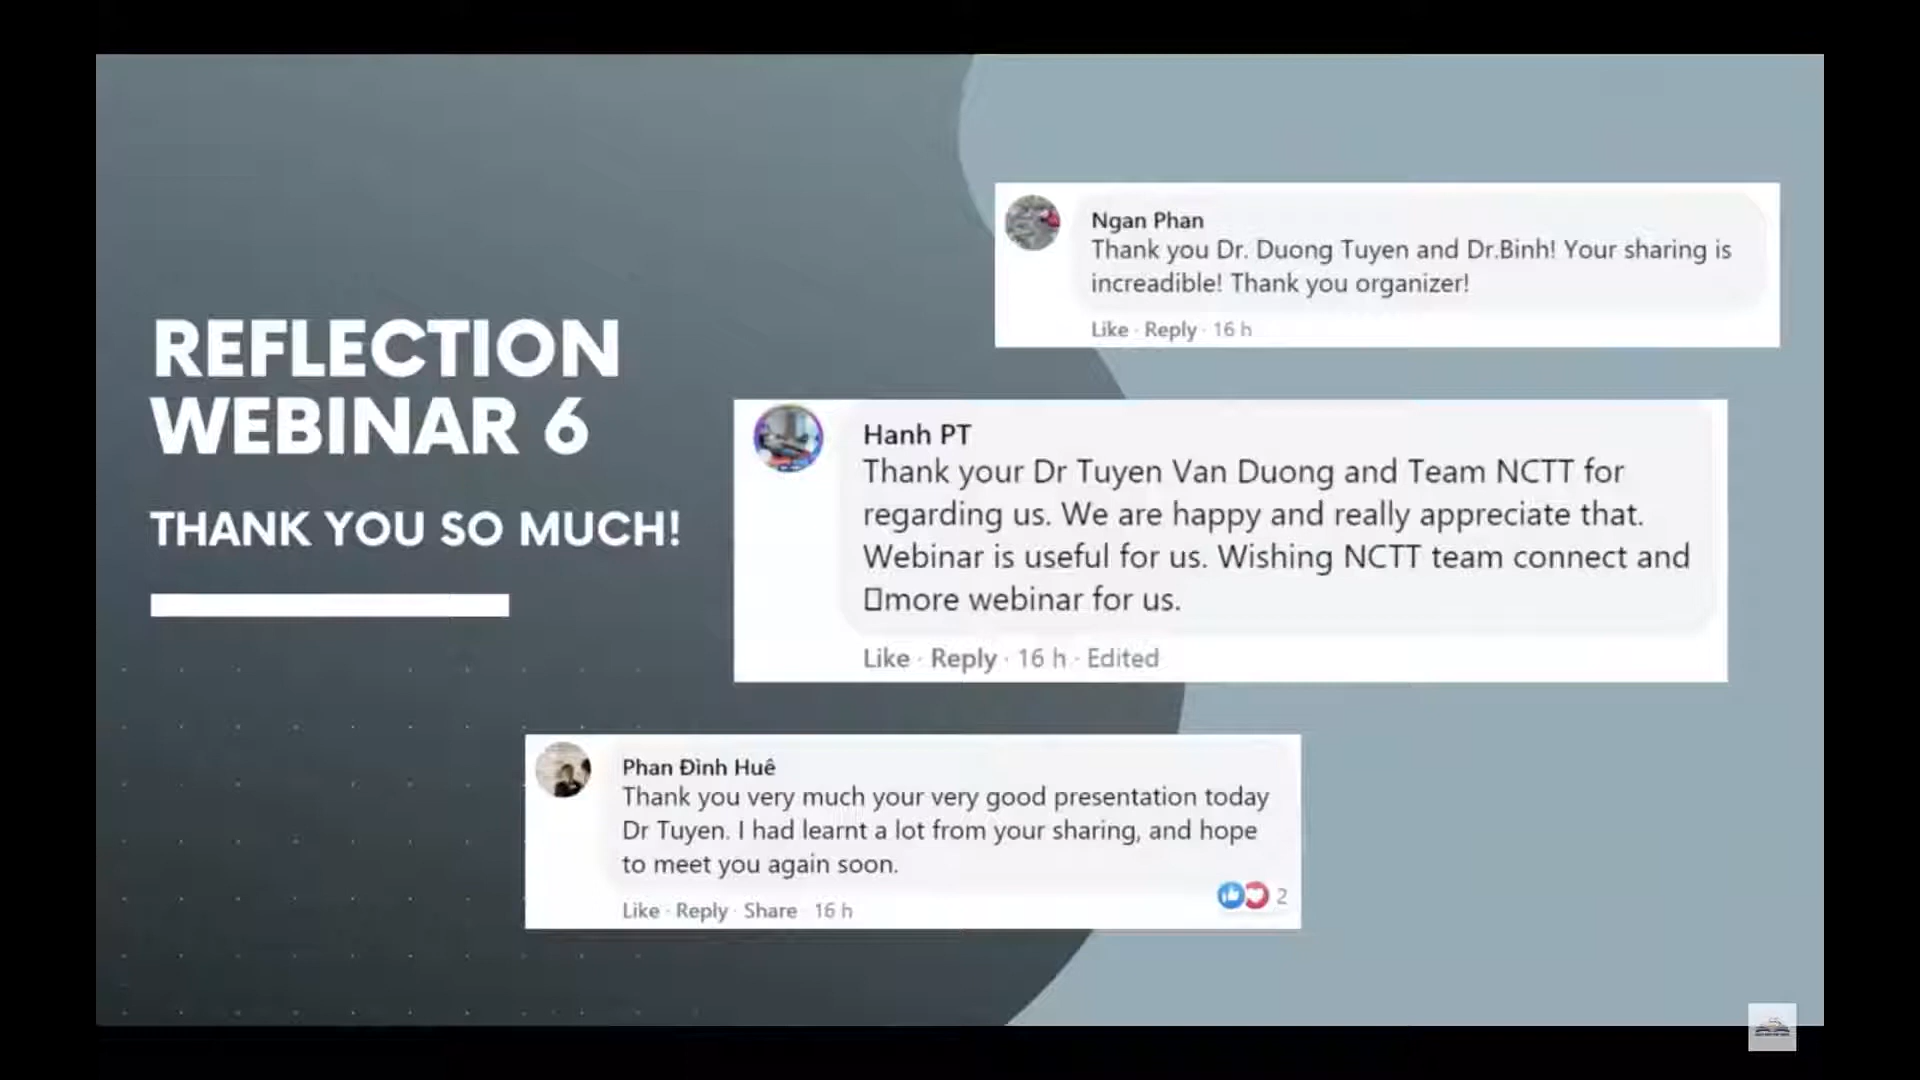 REFLECTION
WEBINAR 6
THANK YOU SO MUCH!
Ngan Phan
Thank you Dr. Duong Tuyen and Dr.Binh! Your sharing is
increadible! Thank you organizer!
Like · Reply · 16 h
Hanh PT
Thank your Dr Tuyen Van Duong and Team NCTT for
regarding us. We are happy and really appreciate that.
Webinar is useful for us. Wishing NCTT team connect and
more webinar for us.
Like · Reply · 16 h · Edited
Phan Đình Huê
Thank you very much your very good presentation today
Dr Tuyen. I had learnt a lot from your sharing, and hope
to meet you again soon.
2
Like · Reply · Share · 16 h